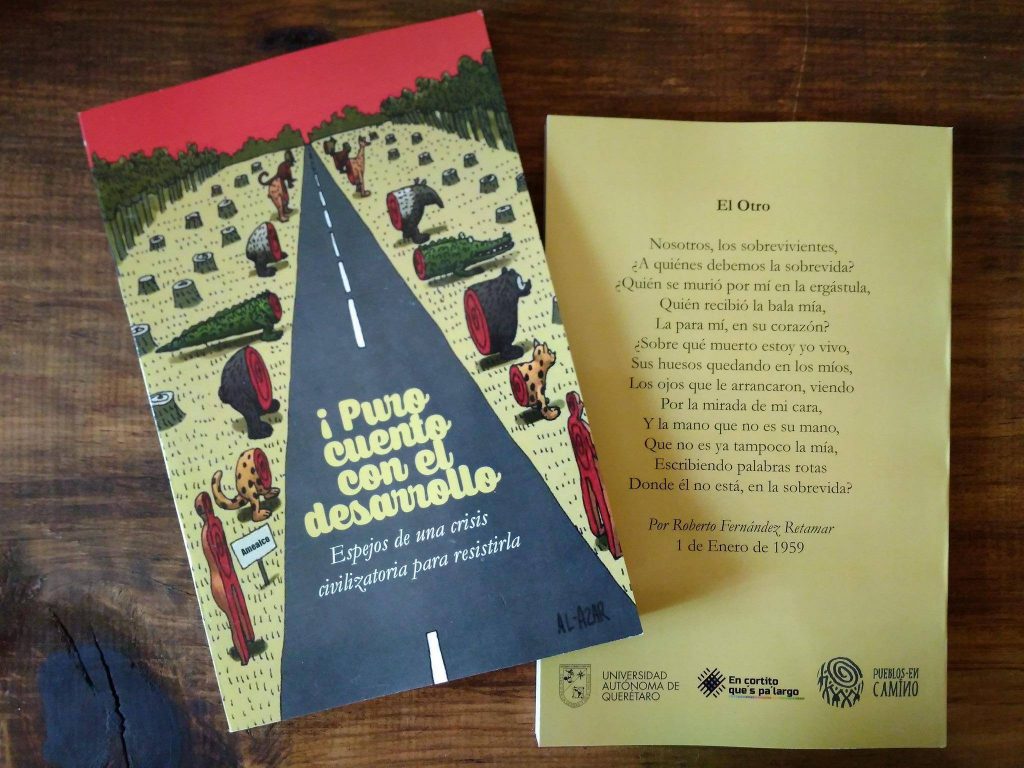 ¡ Puro
cuento
con el
desarrollo
Espejos de una crisis
civilizatoria para resistirla
Amealco
AL-AZAR
El Otro
Nosotros, los sobrevivientes,
¿A quiénes debemos la sobrevida?
¿Quién se murió por mí en la ergástula,
Quién recibió la bala mía,
La para mí, en su corazón?
¿Sobre qué muerto estoy yo vivo,
Sus huesos quedando en los míos,
Los ojos que le arrancaron, viendo
Por la mirada de mi cara,
Y la mano que no es su mano,
Que no es ya tampoco la mía,
Escribiendo palabras rotas
Donde él no está, en la sobrevida?
Por Roberto Fernández Retamar
1 de Enero de 1959
UNIVERSIDAD
AUTÓNOMA DE
QUERÉTARO
En cortito
que's pa'largo
PUEBLOS-EN
CAMINO